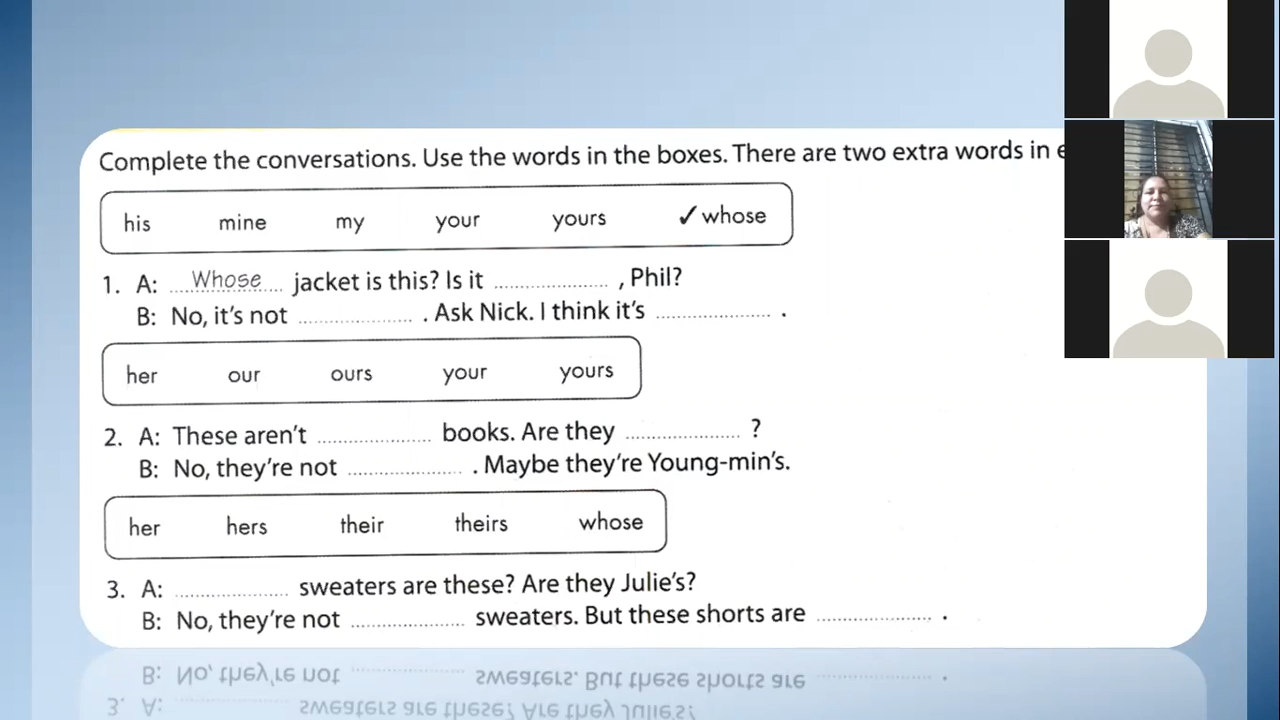 Complete the conversations. Use the words in the boxes. There are two extra words in
his mine my your yours ✓ whose
1. A: Whose jacket is this? Is it .................... , Phil?
B: No, it's not .................... . Ask Nick. I think it's .................... .
her our ours your yours
2. A: These aren't .................... books. Are they .................... ?
B: No, they're not .................... . Maybe they're Young-min's.
her hers their theirs whose
3. A: .................... sweaters are these? Are they Julie's?
B: No, they're not .................... sweaters. But these shorts are .................... .